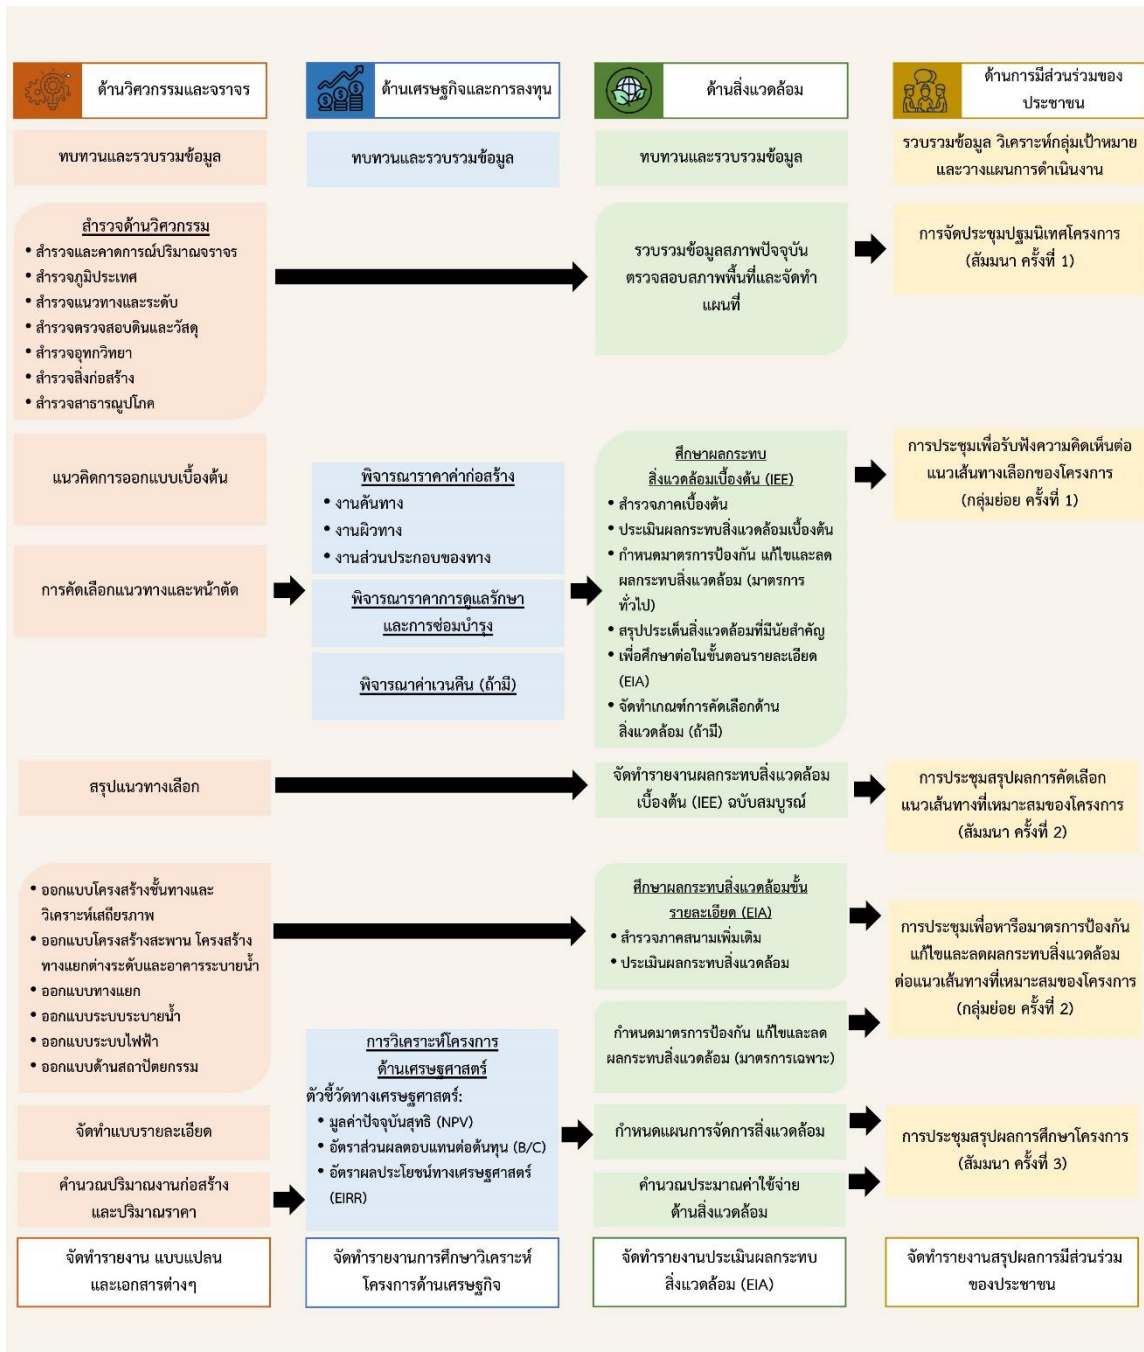 ด้านวิศวกรรมและจราจร
ด้านเศรษฐกิจและการลงทุน
ด้านสิ่งแวดล้อม
ด้านการมีส่วนร่วมของ
ประชาชน
ทบทวนและรวบรวมข้อมูล
ทบทวนและรวบรวมข้อมูล
ทบทวนและรวบรวมข้อมูล
รวบรวมข้อมูล วิเคราะห์กลุ่มเป้าหมาย
และวางแผนการดำเนินงาน
สำรวจด้านวิศวกรรม
• สำรวจและคาดการณ์ปริมาณจราจร
• สำรวจภูมิประเทศ
• สำรวจแนวทางและระดับ
• สำรวจตรวจสอบดินและวัสดุ
• สำรวจอุทกวิทยา
• สำรวจสิ่งก่อสร้าง
• สำรวจสาธารณูปโภค
รวบรวมข้อมูลสภาพปัจจุบัน
ตรวจสอบสภาพพื้นที่และจัดทำ
แผนที่
การจัดประชุมปฐมนิเทศโครงการ
(สัมมนา ครั้งที่ 1)
แนวคิดการออกแบบเบื้องต้น
การคัดเลือกแนวทางและหน้าตัด
พิจารณาราคาค่าก่อสร้าง
• งานคันทาง
• งานผิวทาง
• งานส่วนประกอบของทาง
พิจารณาราคาการดูแลรักษา
และการซ่อมบำรุง
พิจารณาค่าเวนคืน (ถ้ามี)
ศึกษาผลกระทบ
สิ่งแวดล้อมเบื้องต้น (IEE)
• สำรวจภาคเบื้องต้น
• ประเมินผลกระทบสิ่งแวดล้อมเบื้องต้น
• กำหนดมาตรการป้องกัน แก้ไขและลด
ผลกระทบสิ่งแวดล้อม (มาตรการ
ทั่วไป)
• สรุปประเด็นสิ่งแวดล้อมที่มีนัยสำคัญ
• เพื่อศึกษาต่อในขั้นตอนรายละเอียด
(EIA)
• จัดทำเกณฑ์การคัดเลือกด้าน
สิ่งแวดล้อม (ถ้ามี)
การประชุมเพื่อรับฟังความคิดเห็นต่อ
แนวเส้นทางเลือกของโครงการ
(กลุ่มย่อย ครั้งที่ 1)
สรุปแนวทางเลือก
จัดทำรายงานผลกระทบสิ่งแวดล้อม
เบื้องต้น (IEE) ฉบับสมบูรณ์
การประชุมสรุปผลการคัดเลือก
แนวเส้นทางที่เหมาะสมของโครงการ
(สัมมนา ครั้งที่ 2)
• ออกแบบโครงสร้างชั้นทางและ
วิเคราะห์เสถียรภาพ
• ออกแบบโครงสร้างสะพาน โครงสร้าง
ทางแยกต่างระดับและอาคารระบายน้ำ
• ออกแบบทางแยก
• ออกแบบระบบระบายน้ำ
• ออกแบบระบบไฟฟ้า
• ออกแบบด้านสถาปัตยกรรม
ศึกษาผลกระทบสิ่งแวดล้อมขั้น
รายละเอียด (EIA)
• สำรวจภาคสนามเพิ่มเติม
• ประเมินผลกระทบสิ่งแวดล้อม
กำหนดมาตรการป้องกัน แก้ไขและลด
ผลกระทบสิ่งแวดล้อม (มาตรการเฉพาะ)
การประชุมเพื่อหารือมาตรการป้องกัน
แก้ไขและลดผลกระทบสิ่งแวดล้อม
ต่อแนวเส้นทางที่เหมาะสมของโครงการ
(กลุ่มย่อย ครั้งที่ 2)
การวิเคราะห์โครงการ
ด้านเศรษฐศาสตร์
ตัวชี้วัดทางเศรษฐศาสตร์:
• มูลค่าปัจจุบันสุทธิ (NPV)
• อัตราส่วนผลตอบแทนต่อต้นทุน (B/C)
• อัตราผลประโยชน์ทางเศรษฐศาสตร์
(EIRR)
จัดทำแบบรายละเอียด
กำหนดแผนการจัดการสิ่งแวดล้อม
การประชุมสรุปผลการศึกษาโครงการ
(สัมมนา ครั้งที่ 3)
คำนวณปริมาณงานก่อสร้าง
และปริมาณราคา
คำนวณประมาณค่าใช้จ่าย
ด้านสิ่งแวดล้อม
จัดทำรายงาน แบบแปลน
และเอกสารต่างๆ
จัดทำรายงานการศึกษาวิเคราะห์
โครงการด้านเศรษฐกิจ
จัดทำรายงานประเมินผลกระทบ
สิ่งแวดล้อม (EIA)
จัดทำรายงานสรุปผลการมีส่วนร่วม
ของประชาชน